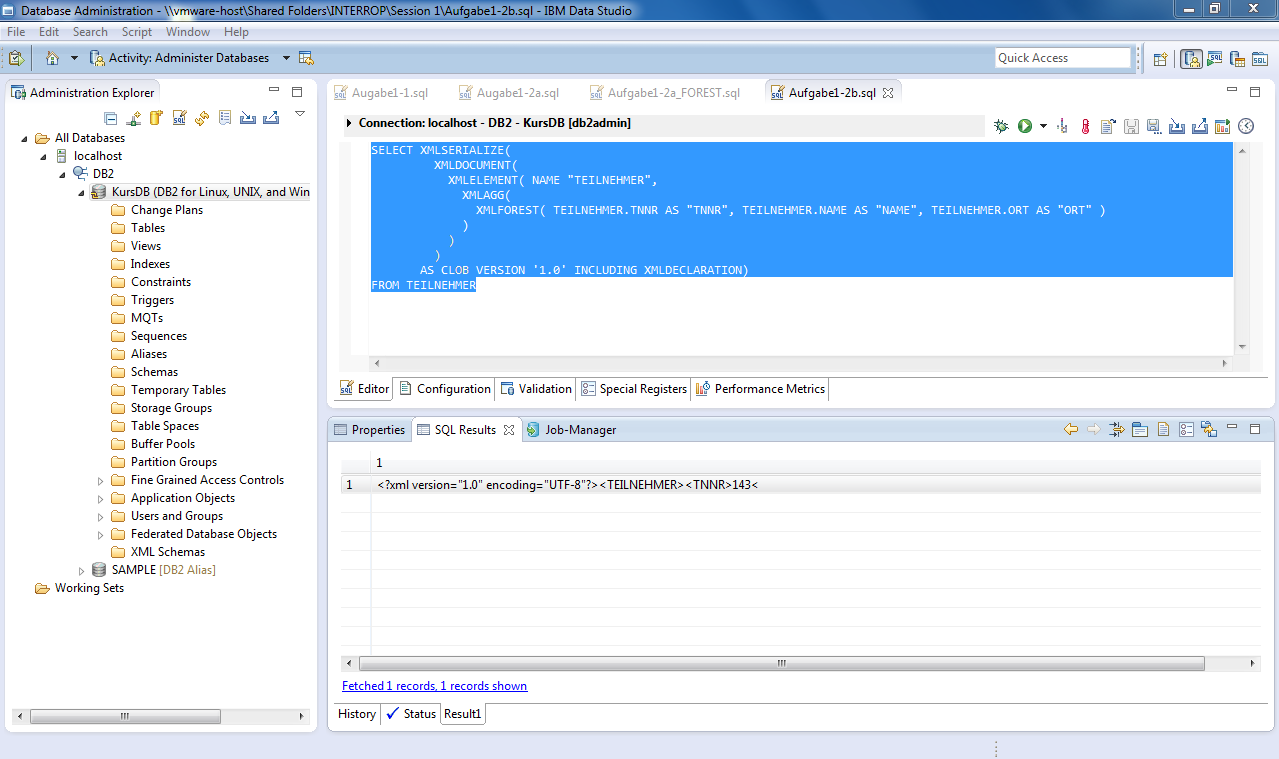 Database Administration - \\vmware-host\Shared Folders\INTERROP\Session 1\Aufgabe1-2b.sql - IBM Data Studio
File Edit Search Script Window Help
Activity: Administer Databases
Quick Access
Administration Explorer
All Databases
localhost
DB2
KursDB (DB2 for Linux, UNIX, and Win
Change Plans
Tables
Views
Indexes
Constraints
Triggers
MQTs
Sequences
Aliases
Schemas
Temporary Tables
Storage Groups
Table Spaces
Buffer Pools
Partition Groups
Fine Grained Access Controls
Application Objects
Users and Groups
Federated Database Objects
XML Schemas
SAMPLE [DB2 Alias]
Working Sets
Augabe1-1.sql Augabe1-2a.sql Aufgabe1-2a_FOREST.sql Aufgabe1-2b.sql
Connection: localhost - DB2 - KursDB [db2admin]
SELECT XMLSERIALIZE(
XMLDOCUMENT(
XMLELEMENT( NAME "TEILNEHMER",
XMLAGG(
XMLFOREST( TEILNEHMER.TNNR AS "TNNR", TEILNEHMER.NAME AS "NAME", TEILNEHMER.ORT AS "ORT" )
)
)
)
AS CLOB VERSION '1.0' INCLUDING XMLDECLARATION)
FROM TEILNEHMER
Editor Configuration Validation Special Registers Performance Metrics
Properties SQL Results Job-Manager
1
1 <?xml version="1.0" encoding="UTF-8"?><TEILNEHMER><TNNR>143<
Fetched 1 records, 1 records shown
History Status Result1